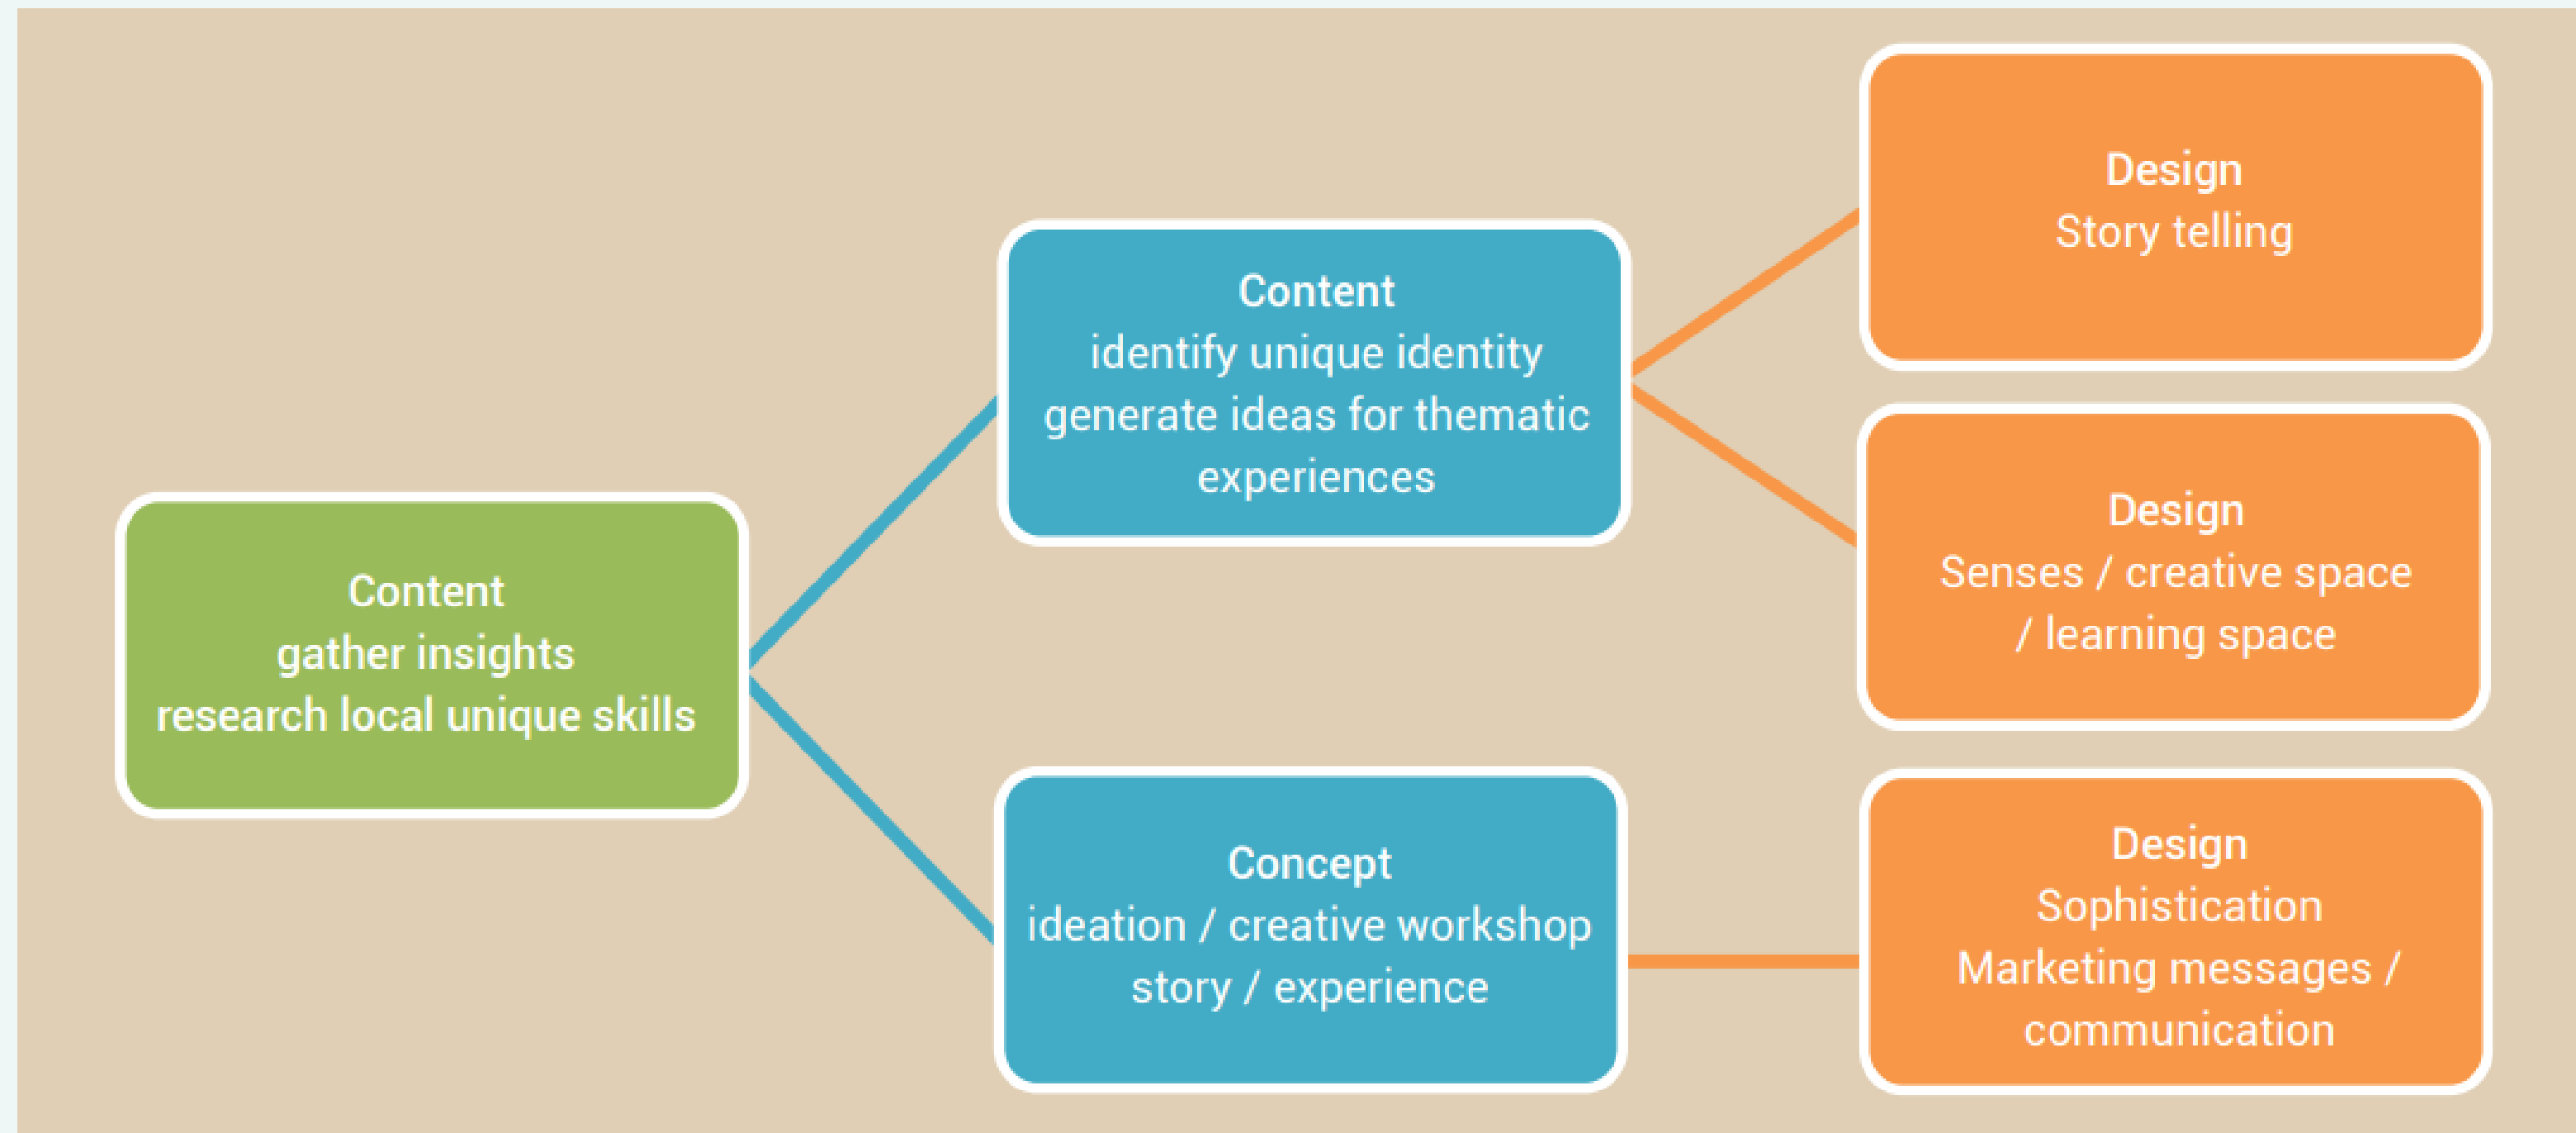 Content
gather insights
research local unique skills
Content
identify unique identity
generate ideas for thematic
experiences
Concept
ideation / creative workshop
story / experience
Design
Story telling
Design
Senses / creative space
/ learning space
Design
Sophistication
Marketing messages /
communication